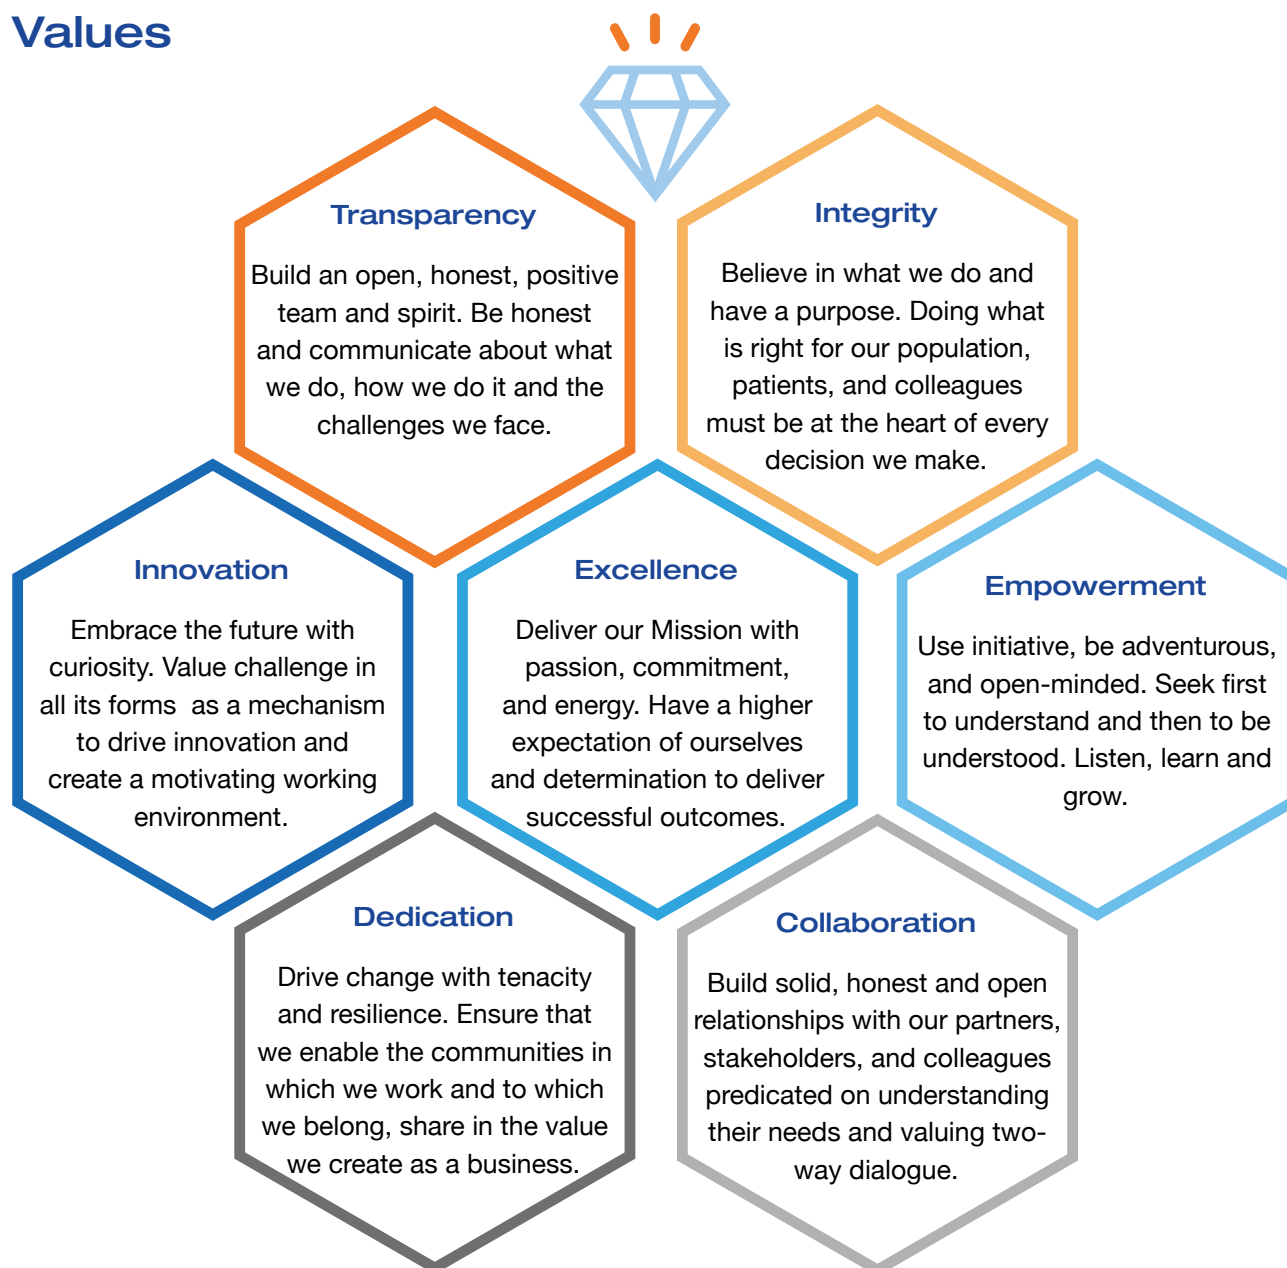 Values
Transparency
Build an open, honest, positive
team and spirit. Be honest
and communicate about what
we do, how we do it and the
challenges we face.
Integrity
Believe in what we do and
have a purpose. Doing what
is right for our population,
patients, and colleagues
must be at the heart of every
decision we make.
Innovation
Embrace the future with
curiosity. Value challenge in
all its forms  as a mechanism
to drive innovation and
create a motivating working
environment.
Excellence
Deliver our Mission with
passion, commitment,
and energy. Have a higher
expectation of ourselves
and determination to deliver
successful outcomes.
Empowerment
Use initiative, be adventurous,
and open-minded. Seek first
to understand and then to be
understood. Listen, learn and
grow.
Dedication
Drive change with tenacity
and resilience. Ensure that
we enable the communities in
which we work and to which
we belong, share in the value
we create as a business.
Collaboration
Build solid, honest and open
relationships with our partners,
stakeholders, and colleagues
predicated on understanding
their needs and valuing two-
way dialogue.